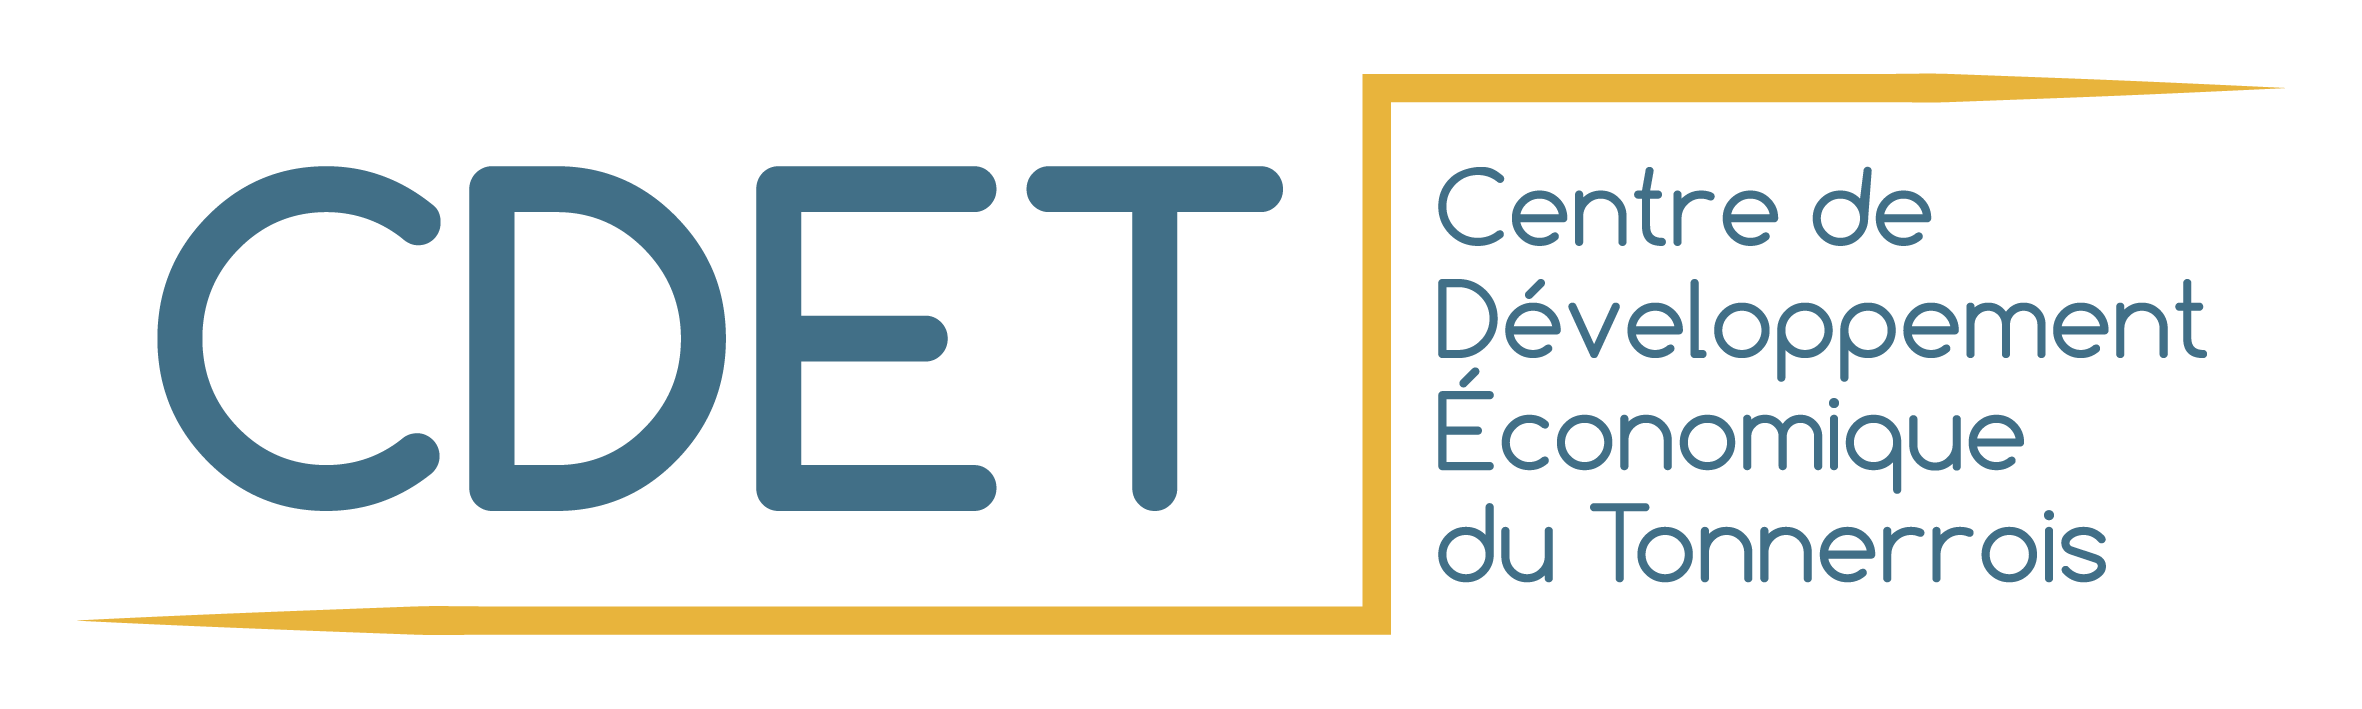 CDET
Centre de
Développement
Économique
du Tonnerrois